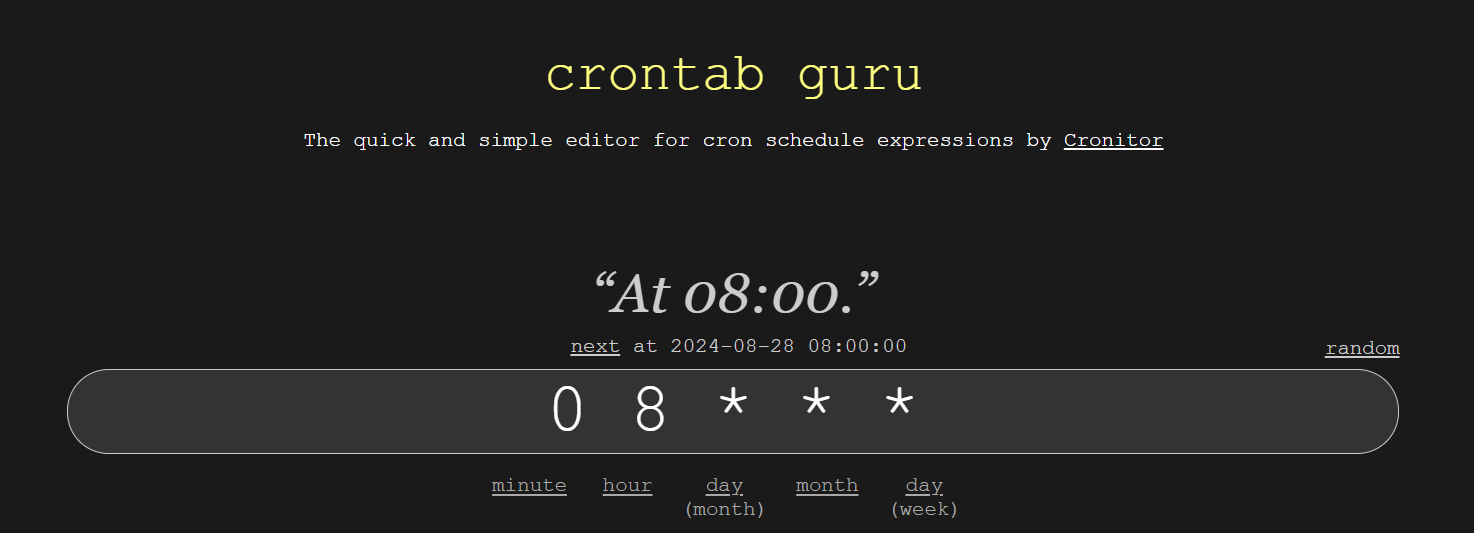 crontab guru
The quick and simple editor for cron schedule expressions by Cronitor
“At 08:00.”
next at 2024-08-28 08:00:00
random
0 8 * * *
minute hour day month day
(month) (week)